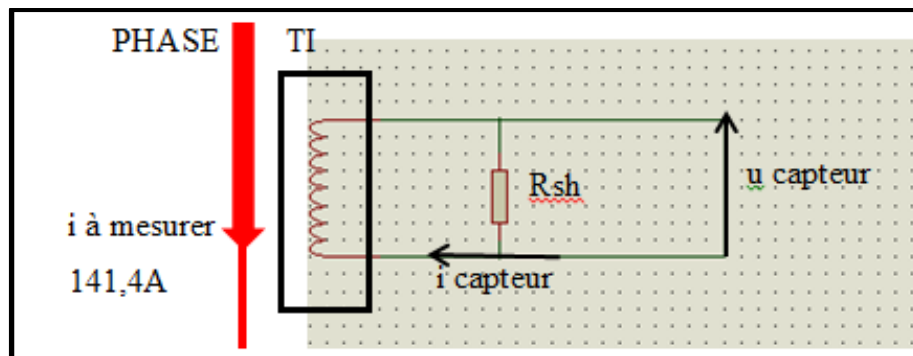 PHASE TI
Rsh
u capteur
i à mesurer
i capteur
141,4A